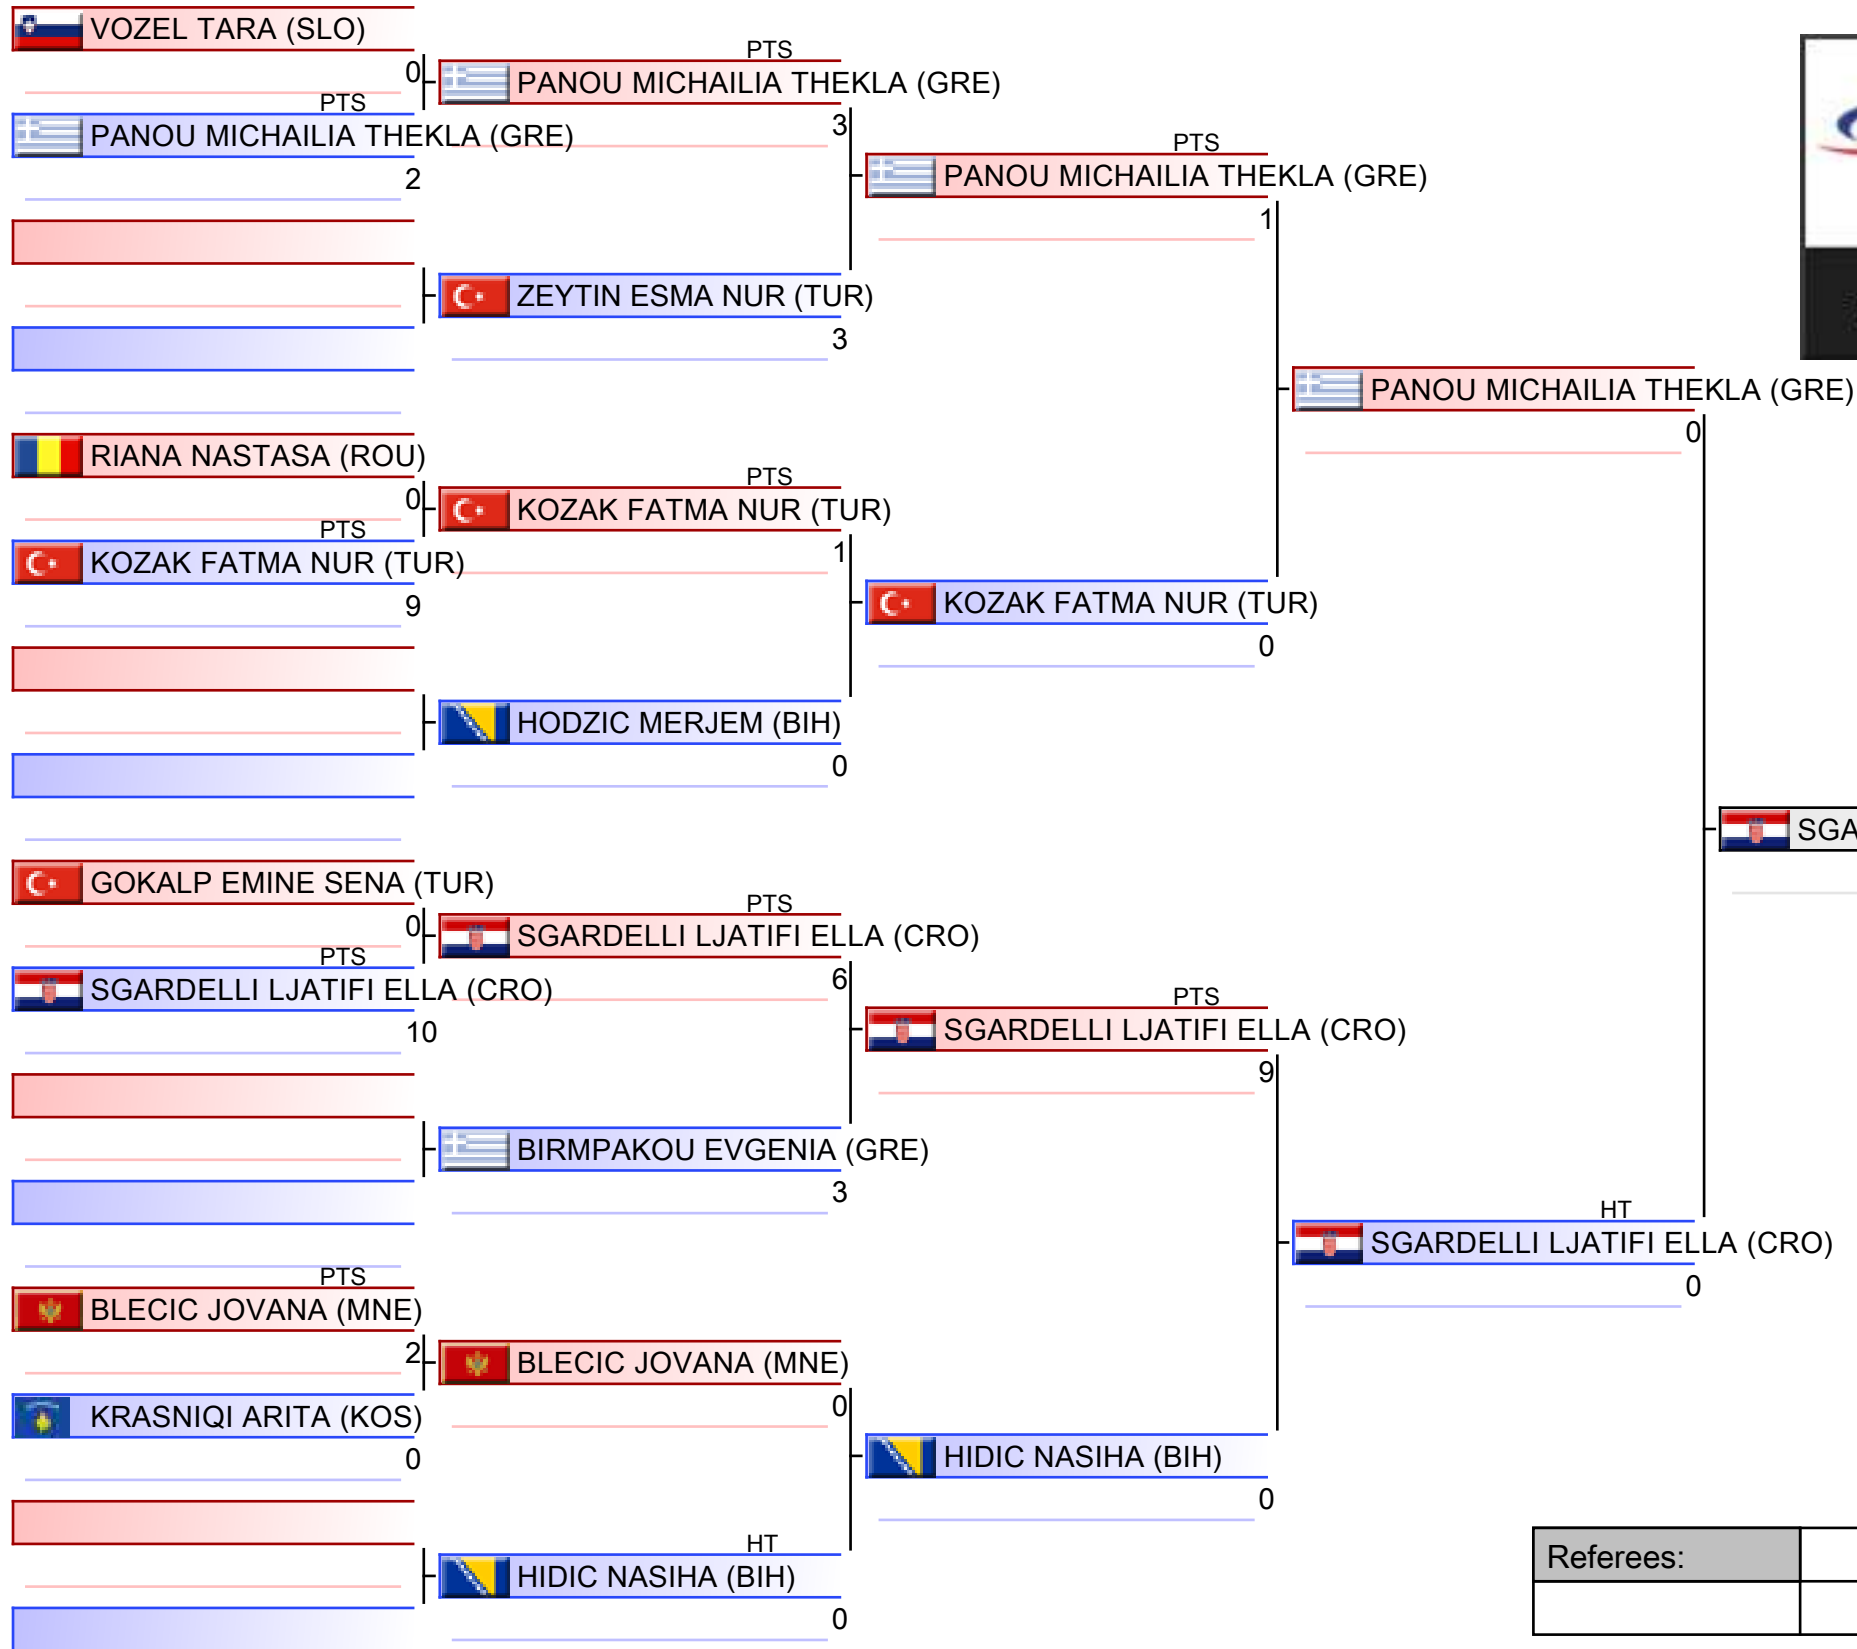 VOZEL TARA (SLO)
0
PTS
PANOU MICHAILIA THEKLA (GRE)
2
RIANA NASTASA (ROU)
0
PTS
KOZAK FATMA NUR (TUR)
9
GOKALP EMINE SENA (TUR)
0
PTS
SGARDELLI LJATIFI ELLA (CRO)
10
PTS
BLECIC JOVANA (MNE)
2
KRASNIQI ARITA (KOS)
0
PTS
PANOU MICHAILIA THEKLA (GRE)
3
ZEYTIN ESMA NUR (TUR)
3
PTS
KOZAK FATMA NUR (TUR)
1
HODZIC MERJEM (BIH)
0
PTS
SGARDELLI LJATIFI ELLA (CRO)
6
BIRMPAKOU EVGENIA (GRE)
3
BLECIC JOVANA (MNE)
0
HT
HIDIC NASIHA (BIH)
0
PTS
PANOU MICHAILIA THEKLA (GRE)
1
KOZAK FATMA NUR (TUR)
0
PTS
SGARDELLI LJATIFI ELLA (CRO)
9
HIDIC NASIHA (BIH)
0
PANOU MICHAILIA THEKLA (GRE)
0
HT
SGARDELLI LJATIFI ELLA (CRO)
0
SGA
Referees: